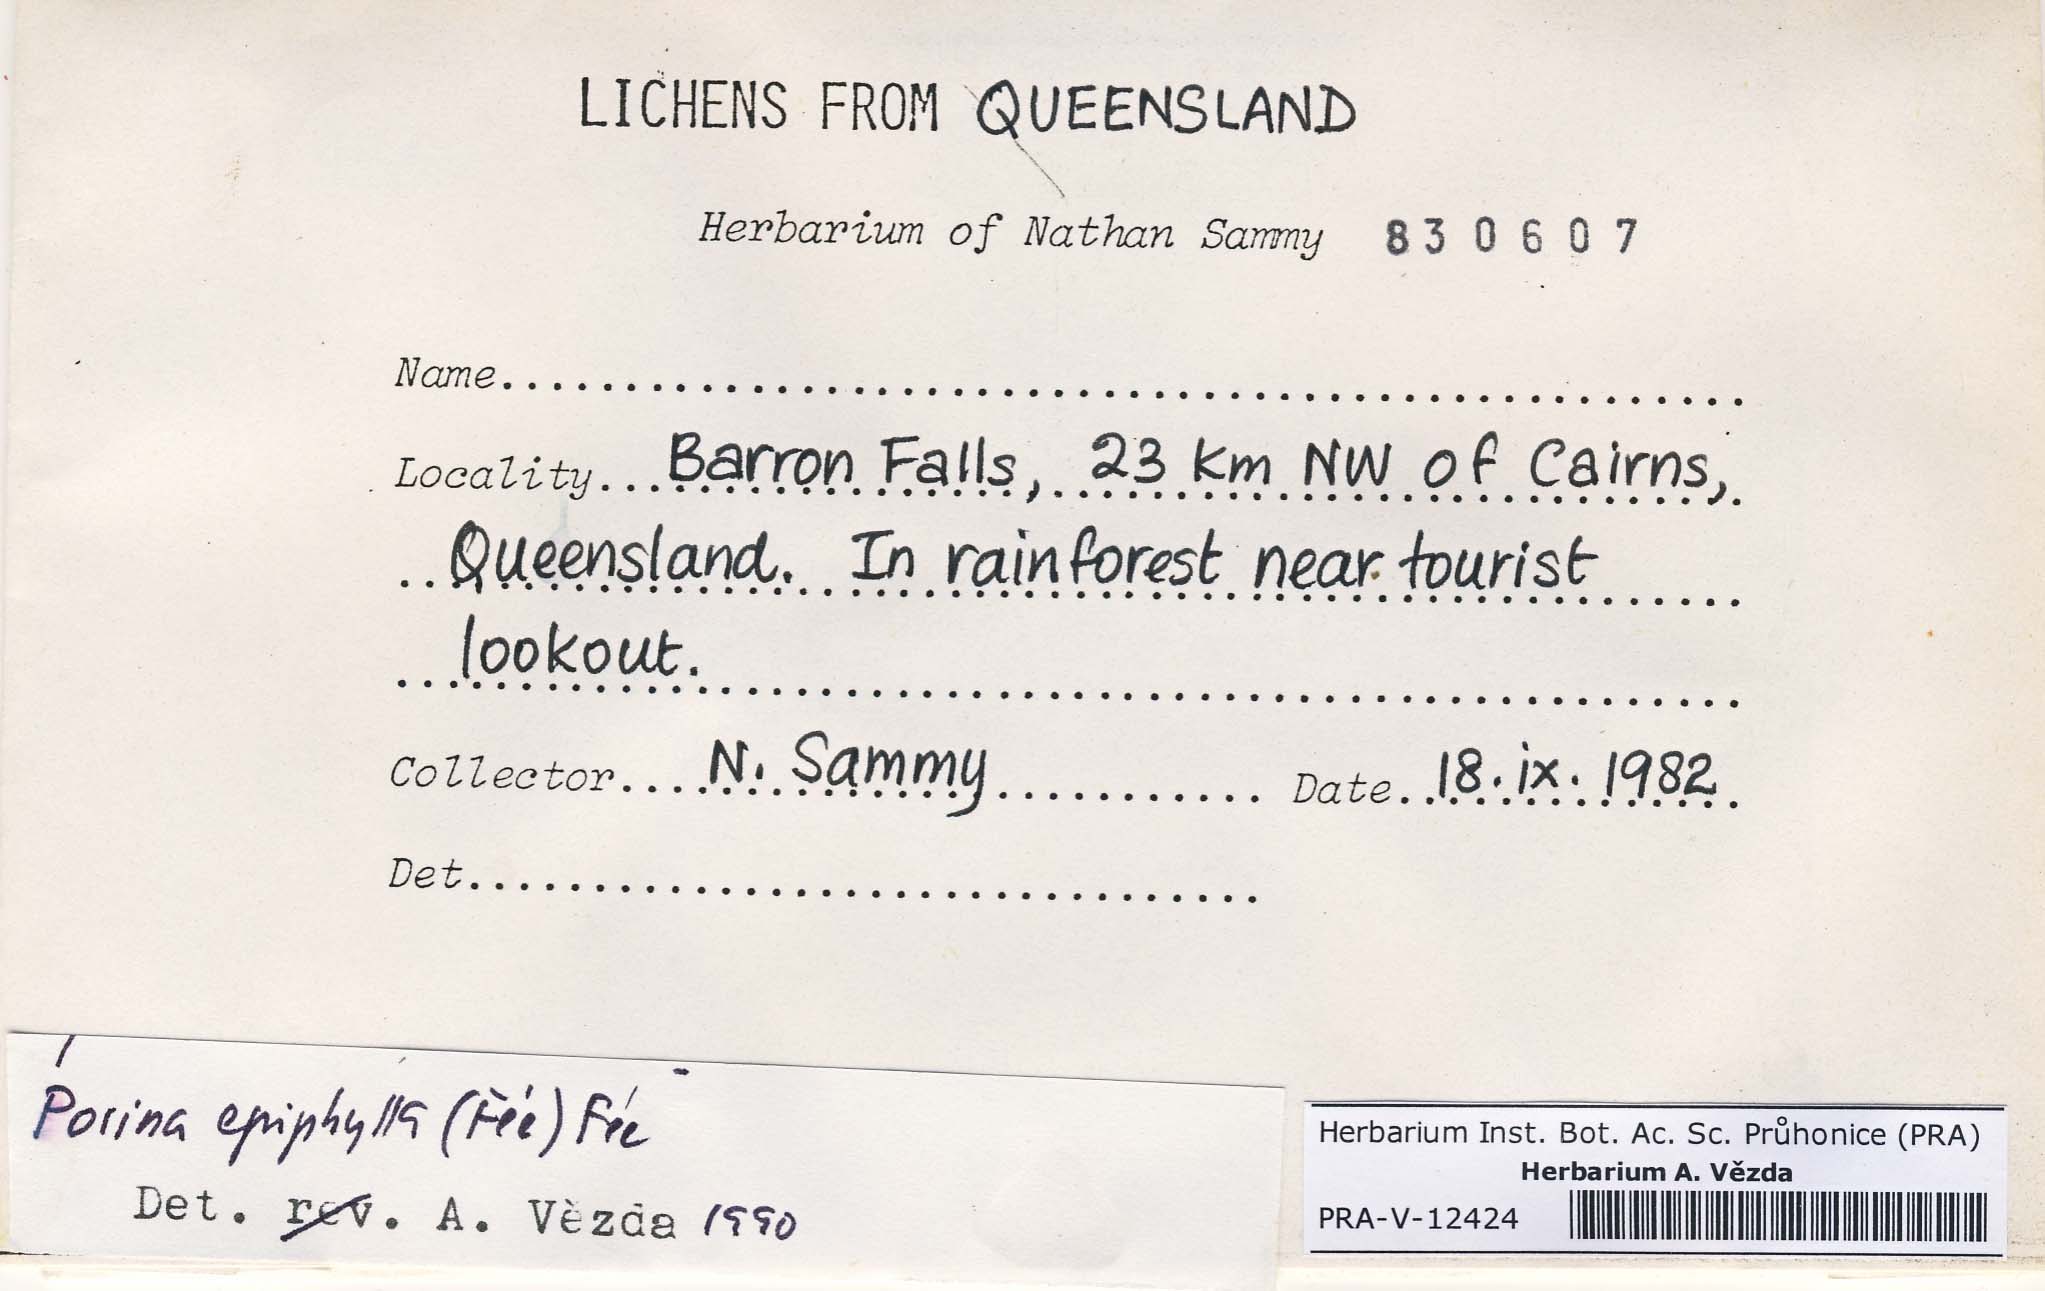 LICHENS FROM QUEENSLAND
Herbarium of Nathan Sammy 830607
Name
Locality Barron Falls, 23 km NW of Cairns,
Queensland. In rainforest near tourist
lookout.
Collector N. Sammy Date 18.ix.1982
Det
Porina epiphylla (Fée) Fée
Det. rev. A. Vězda 1990
Herbarium Inst. Bot. Ac. Sc. Průhonice (PRA)
Herbarium A. Vězda
PRA-V-12424